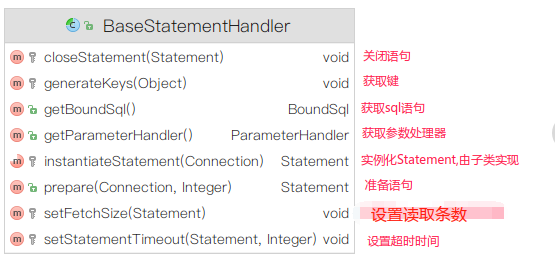 BaseStatementHandler
closeStatement(Statement) void 关闭语句
generateKeys(Object) void 获取键
getBoundSql() BoundSql 获取sql语句
getParameterHandler() ParameterHandler 获取参数处理器
instantiateStatement(Connection) Statement 实例化Statement,由子类实现
prepare(Connection, Integer) Statement 准备语句
setFetchSize(Statement) void 设置读取条数
setStatementTimeout(Statement, Integer) void 设置超时时间